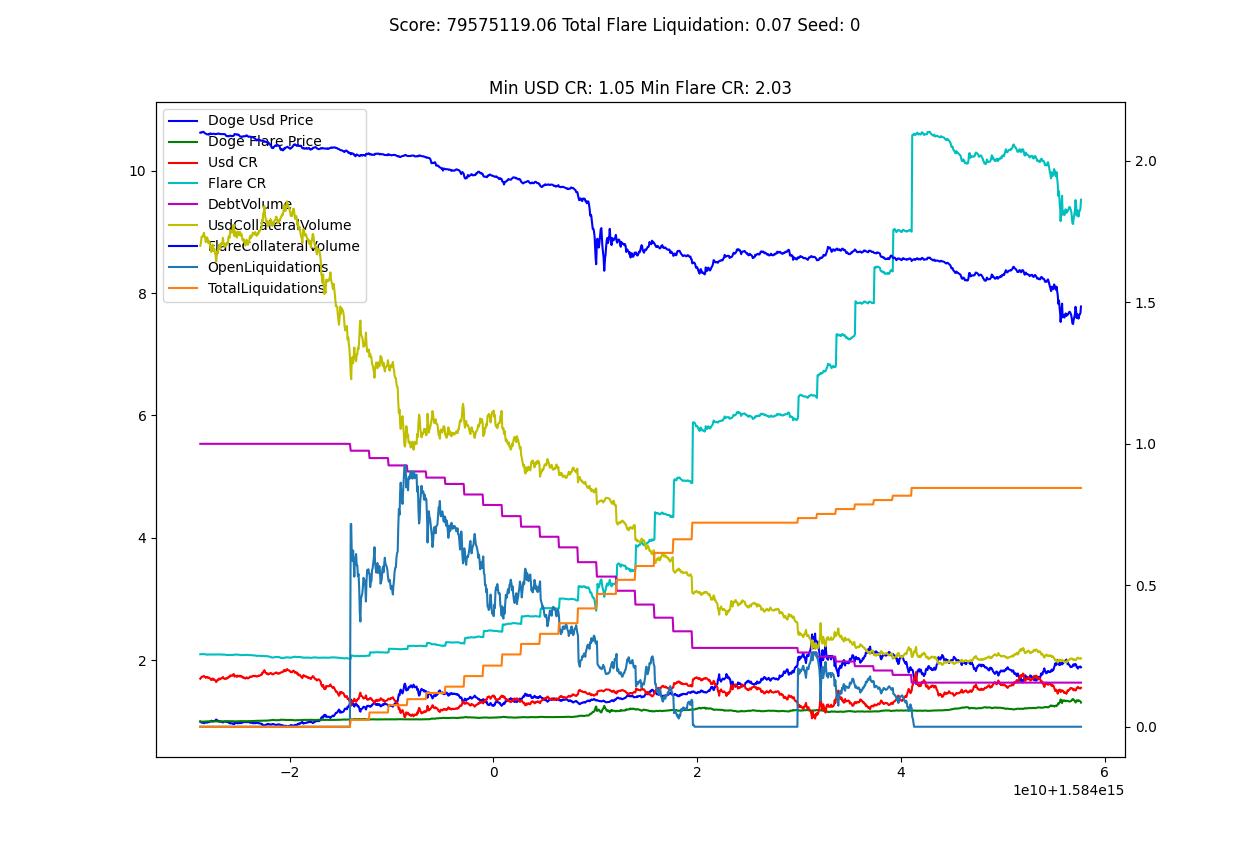 Score: 79575119.06 Total Flare Liquidation: 0.07 Seed: 0
Min USD CR: 1.05 Min Flare CR: 2.03
Doge Usd Price
Doge Flare Price
Usd CR
Flare CR
DebtVolume
UsdCollateralVolume
FlareCollateralVolume
OpenLiquidations
TotalLiquidations
10
8
6
4
2
2.0
1.5
1.0
0.5
0.0
−2
0
2
4
6
1e10+1.584e15